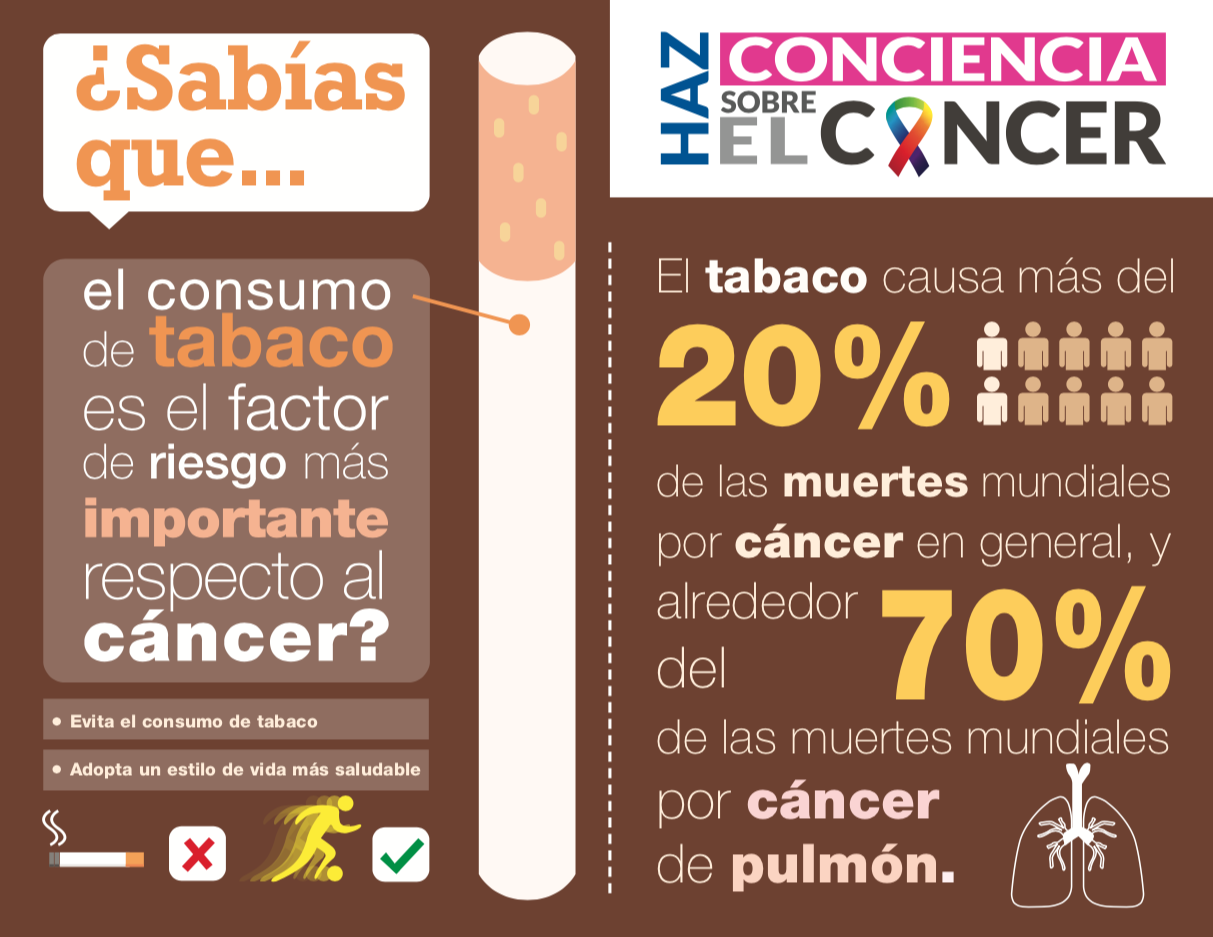 ¿Sabías
que...
el consumo
de tabaco
es el factor
de riesgo más
importante
respecto al
cáncer?
• Evita el consumo de tabaco
• Adopta un estilo de vida más saludable
HAZ
CONCIENCIA
SOBRE
EL CÁNCER
El tabaco causa más del
20%
de las muertes mundiales
por cáncer en general, y
alrededor
del 70%
de las muertes mundiales
por cáncer
de pulmón.